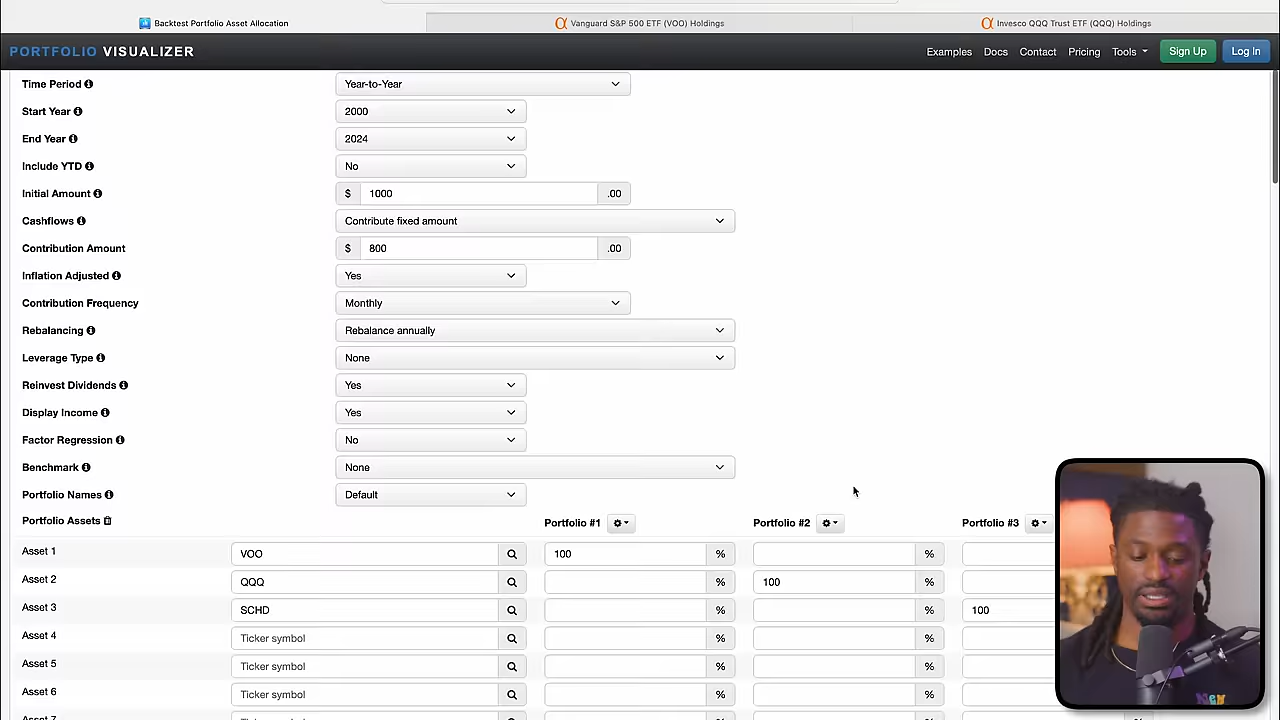 Backtest Portfolio Asset Allocation
Vanguard S&P 500 ETF (VOO) Holdings
Invesco QQQ Trust ETF (QQQ) Holdings
PORTFOLIO VISUALIZER
Examples Docs Contact Pricing Tools Sign Up Log In
Time Period Year-to-Year
Start Year 2000
End Year 2024
Include YTD No
Initial Amount $ 1000 .00
Cashflows Contribute fixed amount
Contribution Amount $ 800 .00
Inflation Adjusted Yes
Contribution Frequency Monthly
Rebalancing Rebalance annually
Leverage Type None
Reinvest Dividends Yes
Display Income Yes
Factor Regression No
Benchmark None
Portfolio Names Default
Portfolio Assets Portfolio #1 Portfolio #2 Portfolio #3
Asset 1 VOO 100 % %
Asset 2 QQQ % 100 %
Asset 3 SCHD % % 100
Asset 4 Ticker symbol % %
Asset 5 Ticker symbol % %
Asset 6 Ticker symbol % %
Asset 7